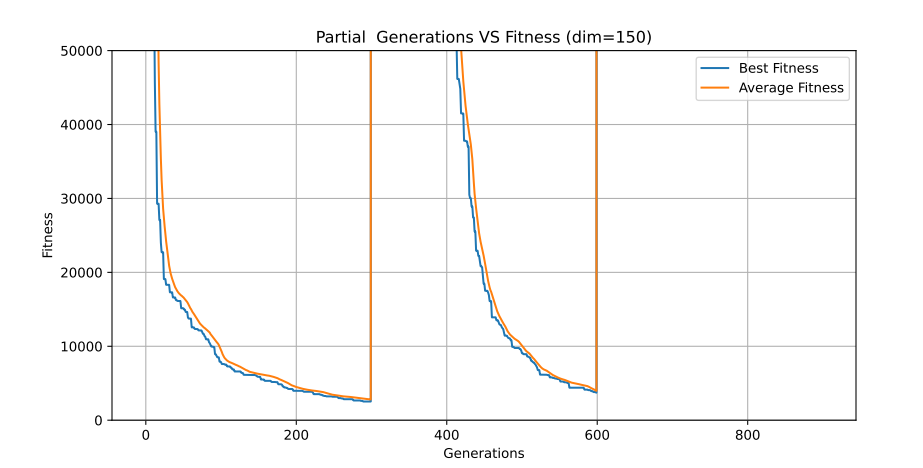 Partial  Generations VS Fitness (dim=150)
50000
40000
30000
20000
10000
0
Fitness
Best Fitness
Average Fitness
0 200 400 600 800
Generations